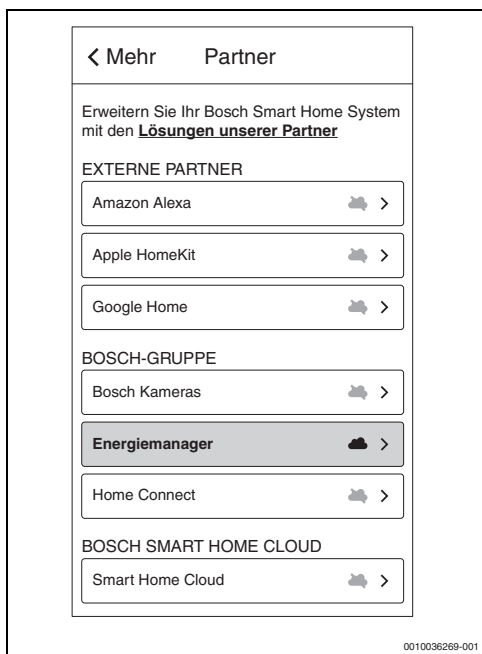 Mehr Partner
Erweitern Sie Ihr Bosch Smart Home System
mit den Lösungen unserer Partner
EXTERNE PARTNER
Amazon Alexa
Apple HomeKit
Google Home
BOSCH-GRUPPE
Bosch Kameras
Energiemanager
Home Connect
BOSCH SMART HOME CLOUD
Smart Home Cloud
0010036269-001